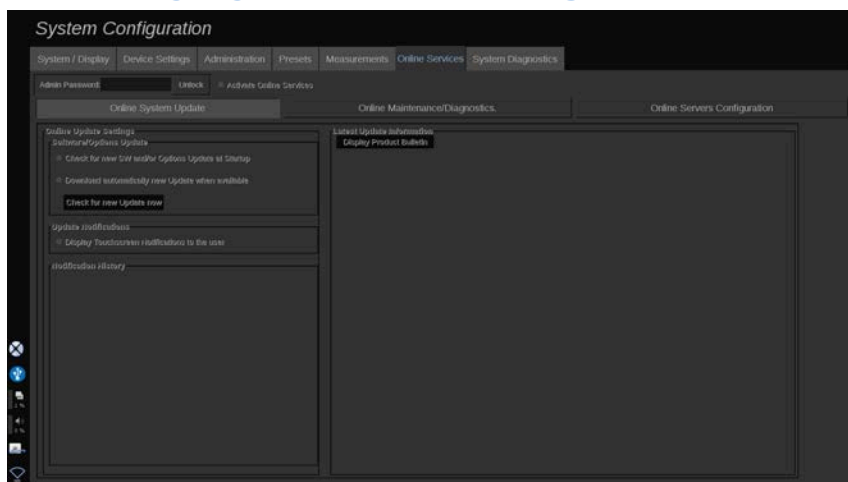 System Configuration
System / Display Device Settings Administration Presets Measurements Online Services System Diagnostics
Admin Password: Unlock Activate Online Services
Online System Update Online Maintenance/Diagnostics. Online Servers Configuration
Online Update Settings Latest Update Information
Software/Options Update Display Product Bulletin
Check for new SW and/or Options Update at Startup
Download automatically new Update when available
Check for new Update now
Update Notifications
Display Touchscreen Notifications to the user
Notification History